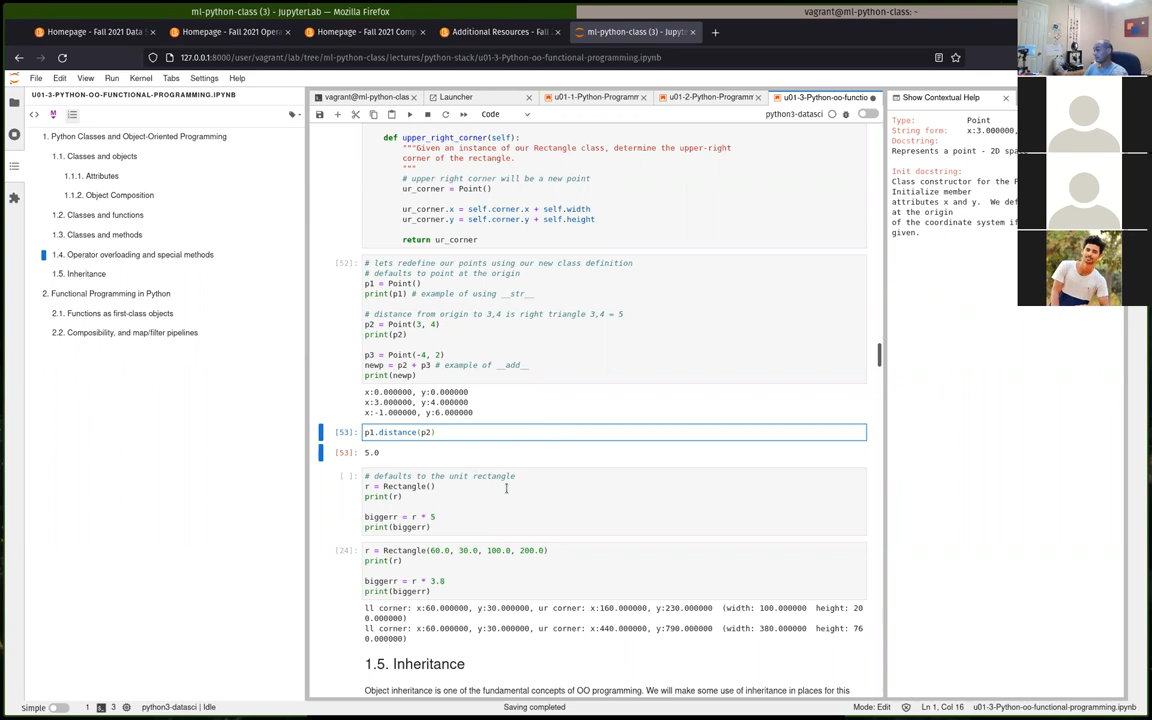 ml-python-class (3) - JupyterLab — Mozilla Firefox
vagrant@ml-python-class: ~
Homepage - Fall 2021 Data S
Homepage - Fall 2021 Opera
Homepage - Fall 2021 Comp
Additional Resources - Fall
ml-python-class (3) - Jupyte
127.0.0.1:8000/user/vagrant/lab/tree/ml-python-class/lectures/python-stack/u01-3-Python-oo-functional-programming.ipynb
File Edit View Run Kernel Tabs Settings Help
U01-3-PYTHON-OO-FUNCTIONAL-PROGRAMMING.IPYNB
1. Python Classes and Object-Oriented Programming
1.1. Classes and objects
1.1.1. Attributes
1.1.2. Object Composition
1.2. Classes and functions
1.3. Classes and methods
1.4. Operator overloading and special methods
1.5. Inheritance
2. Functional Programming in Python
2.1. Functions as first-class objects
2.2. Composibility, and map/filter pipelines
vagrant@ml-python-clas
Launcher
u01-1-Python-Programm
u01-2-Python-Programm
u01-3-Python-oo-functio
Code
python3-datasci
def upper_right_corner(self):
"""Given an instance of our Rectangle class, determine the upper-right
corner of the rectangle.
"""
# upper right corner will be a new point
ur_corner = Point()
ur_corner.x = self.corner.x + self.width
ur_corner.y = self.corner.y + self.height
return ur_corner
[52]: # lets redefine our points using our new class definition
# defaults to point at the origin
p1 = Point()
print(p1) # example of using __str__
# distance from origin to 3,4 is right triangle 3,4 = 5
p2 = Point(3, 4)
print(p2)
p3 = Point(-4, 2)
newp = p2 + p3 # example of __add__
print(newp)
x:0.000000, y:0.000000
x:3.000000, y:4.000000
x:-1.000000, y:6.000000
[53]: p1.distance(p2)
[53]: 5.0
[ ]: # defaults to the unit rectangle
r = Rectangle()
print(r)
biggerr = r * 5
print(biggerr)
[24]: r = Rectangle(60.0, 30.0, 100.0, 200.0)
print(r)
biggerr = r * 3.8
print(biggerr)
ll corner: x:60.000000, y:30.000000, ur corner: x:160.000000, y:230.000000 (width: 100.000000 height: 20
0.000000)
ll corner: x:60.000000, y:30.000000, ur corner: x:440.000000, y:790.000000 (width: 380.000000 height: 76
0.000000)
1.5. Inheritance
Object inheritance is one of the fundamental concepts of OO programming. We will make some use of inheritance in places for this
Show Contextual Help
Type: Point
String form: x:3.000000,
Docstring:
Represents a point - 2D spa
Init docstring:
Class constructor for the P
Initialize member
attributes x and y. We def
at the origin
of the coordinate system if
given.
Simple 1 3 python3-datasci | Idle
Saving completed
Mode: Edit
Ln 1, Col 16
u01-3-Python-oo-functional-programming.ipynb